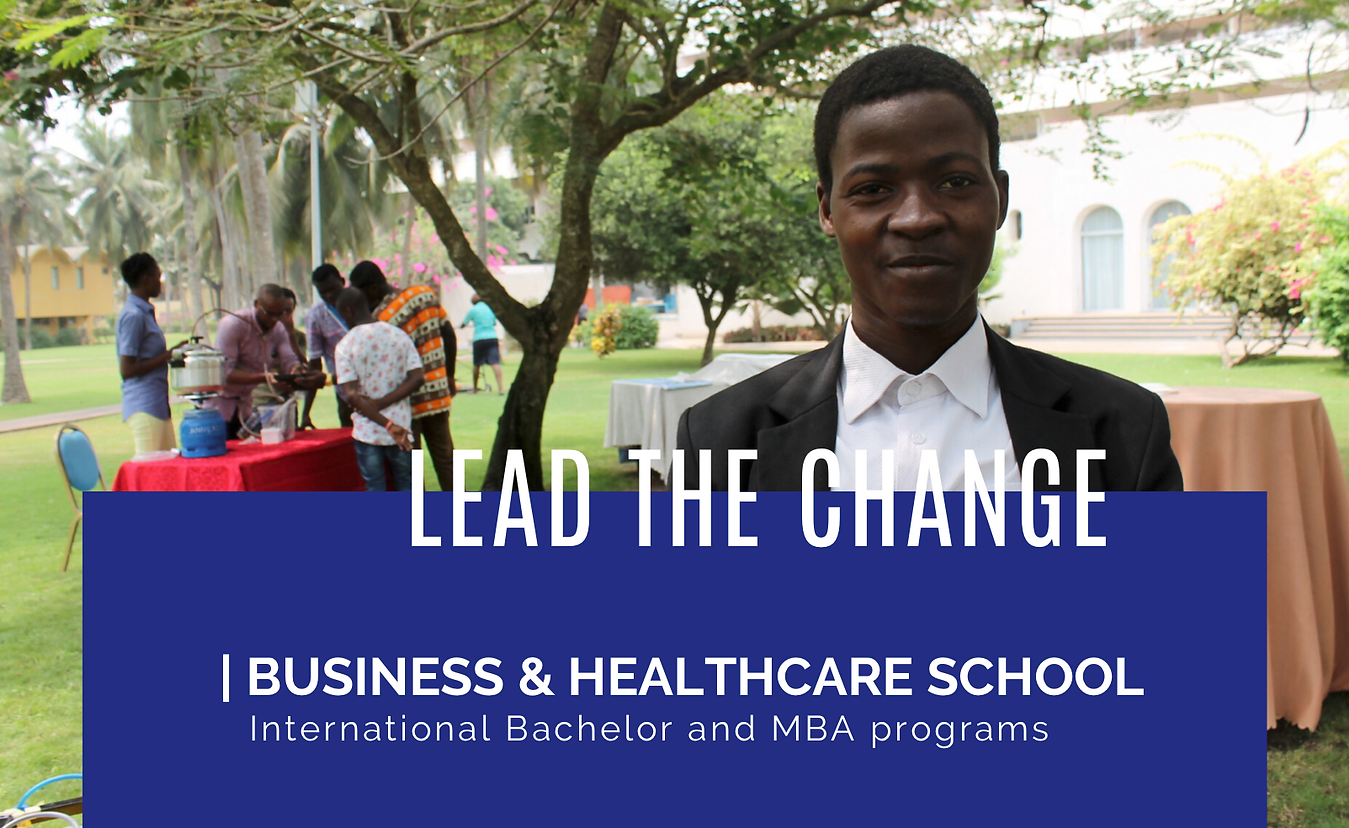 LEAD THE CHANGE
| BUSINESS & HEALTHCARE SCHOOL
International Bachelor and MBA programs